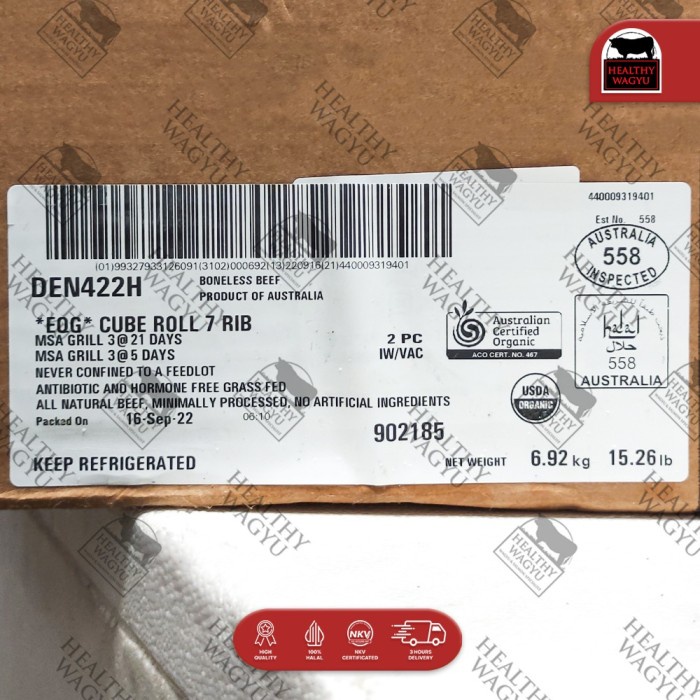 HEALTHY
WAGYU
440009319401
Est No. 558
AUSTRALIA
558
INSPECTED
(01)99327933126091(3102)000692(13)220916(21)440009319401
DEN422H
BONELESS BEEF
PRODUCT OF AUSTRALIA
*EQG* CUBE ROLL 7 RIB
MSA GRILL 3@21 DAYS
MSA GRILL 3@5 DAYS
2 PC
IW/VAC
NEVER CONFINED TO A FEEDLOT
ANTIBIOTIC AND HORMONE FREE GRASS FED
ALL NATURAL BEEF, MINIMALLY PROCESSED, NO ARTIFICIAL INGREDIENTS
Packed On 16-Sep-22 06:10
902185
Australian
Certified
Organic
ACO CERT. NO. 467
USDA
ORGANIC
halal
حلال
558
AUSTRALIA
KEEP REFRIGERATED
NET WEIGHT 6.92 kg 15.26 lb
HIGH
QUALITY
100%
HALAL
NKV
NKV
CERTIFICATED
3 HOURS
DELIVERY